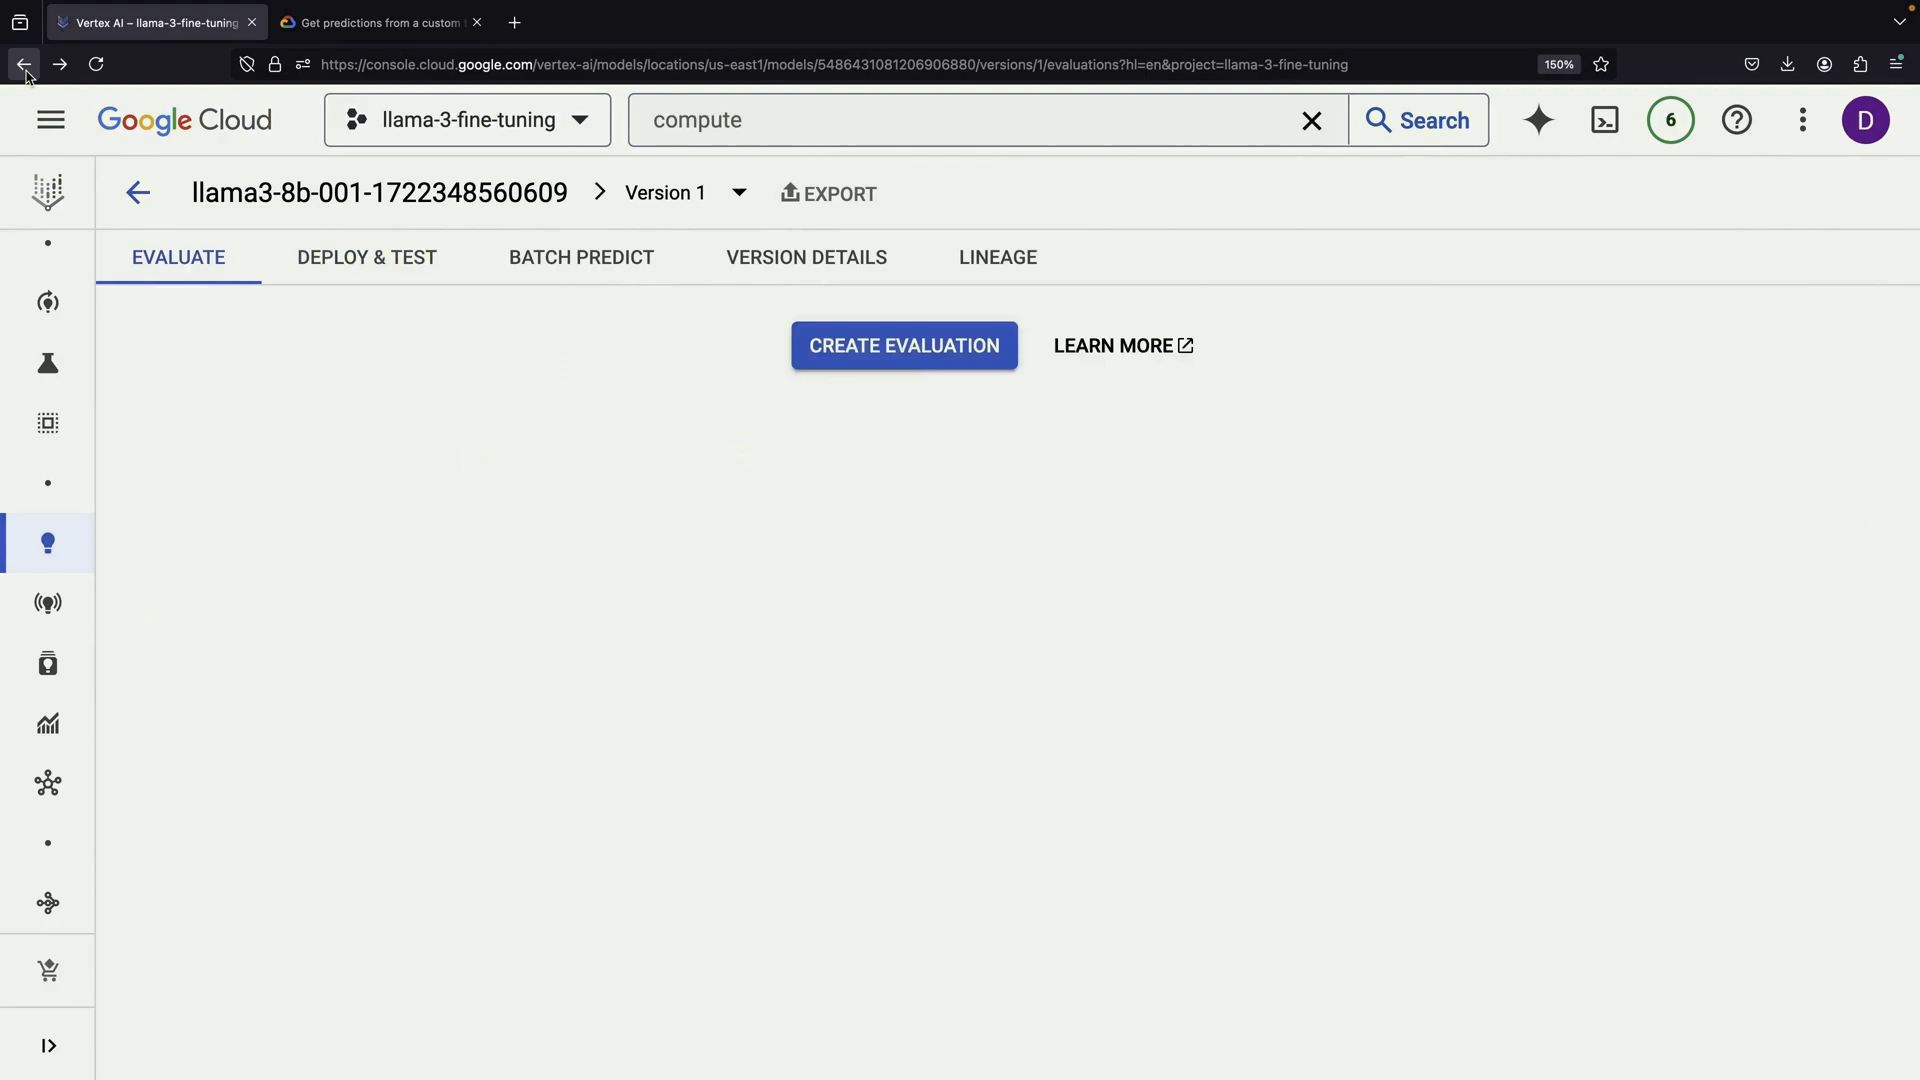 Vertex AI – llama-3-fine-tuning
Get predictions from a custom
https://console.cloud.google.com/vertex-ai/models/locations/us-east1/models/5486431081206906880/versions/1/evaluations?hl=en&project=llama-3-fine-tuning
150%
Google Cloud
llama-3-fine-tuning
compute
Search
6
D
llama3-8b-001-1722348560609
Version 1
EXPORT
EVALUATE
DEPLOY & TEST
BATCH PREDICT
VERSION DETAILS
LINEAGE
CREATE EVALUATION
LEARN MORE